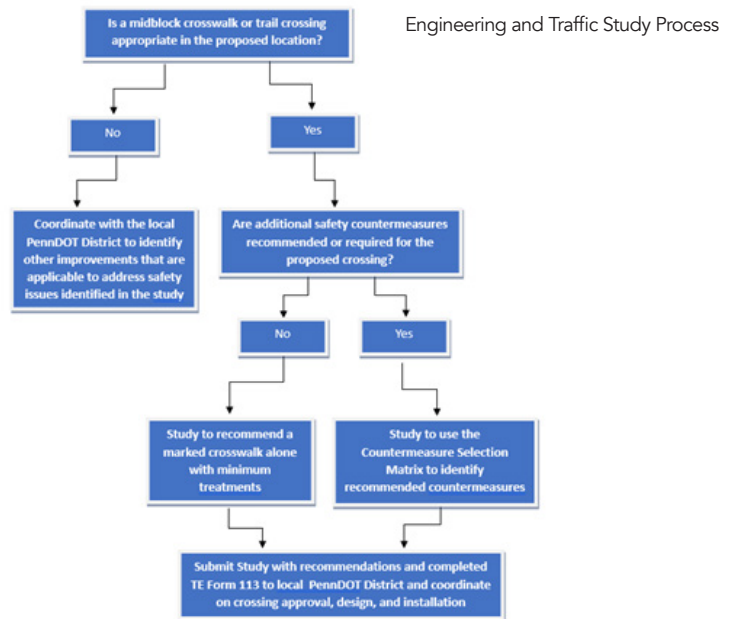 Engineering and Traffic Study Process
Is a midblock crosswalk or trail crossing
appropriate in the proposed location?
No
Yes
Coordinate with the local
PennDOT District to identify
other improvements that are
applicable to address safety
issues identified in the study
Are additional safety countermeasures
recommended or required for the
proposed crossing?
No
Yes
Study to recommend a
marked crosswalk alone
with minimum
treatments
Study to use the
Countermeasure Selection
Matrix to identify
recommended countermeasures
Submit Study with recommendations and completed
TE Form 113 to local PennDOT District and coordinate
on crossing approval, design, and installation